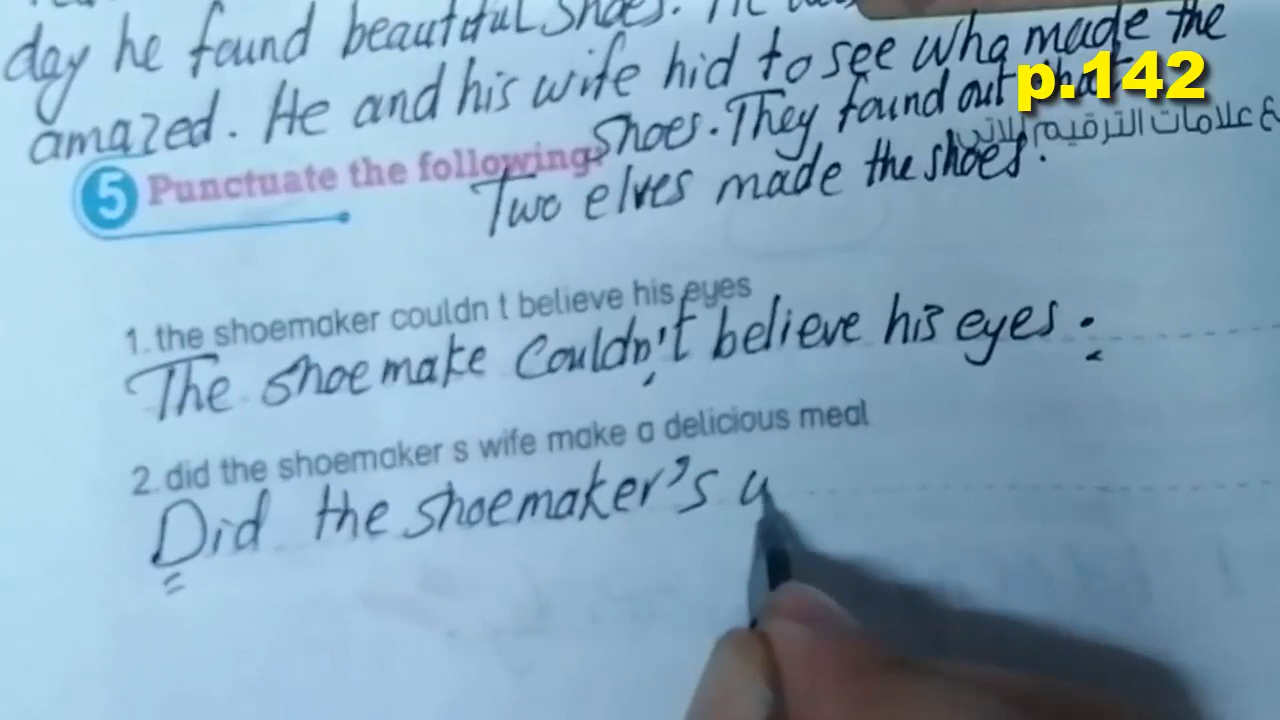 day he found beautiful shoes. He
amazed. He and his wife hid to see who made the
p.142
shoes. They found out that
علامات الترقيم
5 Punctuate the following:
Two elves made the shoes.
1. the shoemaker couldn t believe his eyes
The shoemake couldn't believe his eyes.
2. did the shoemaker s wife make a delicious meal
Did the shoemaker's